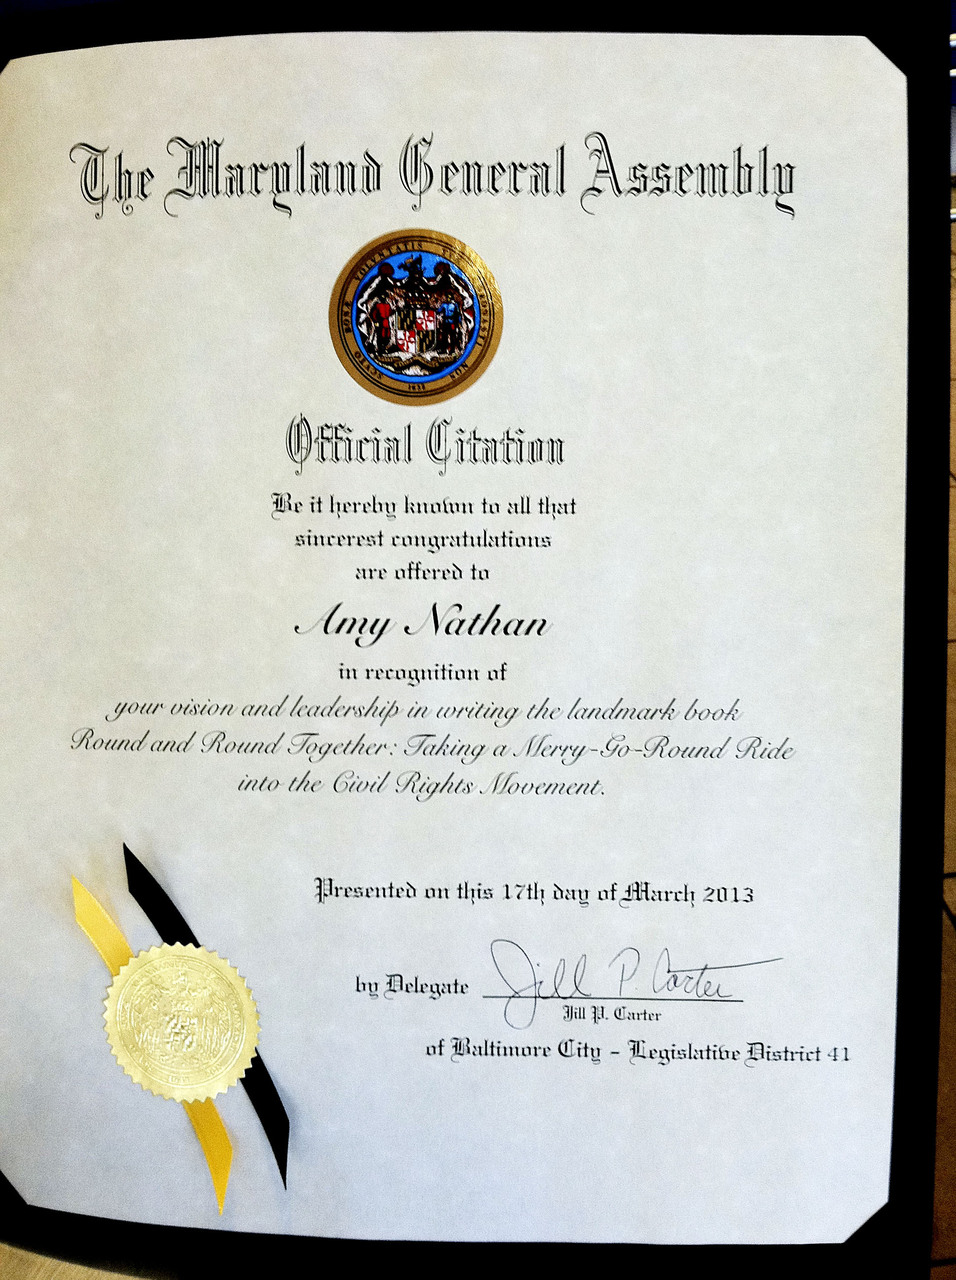 The Maryland General Assembly
Official Citation
Be it hereby known to all that
sincerest congratulations
are offered to
Amy Nathan
in recognition of
your vision and leadership in writing the landmark book
Round and Round Together: Taking a Merry-Go-Round Ride
into the Civil Rights Movement.
Presented on this 17th day of March 2013
by Delegate Jill P. Carter
Jill P. Carter
of Baltimore City - Legislative District 41